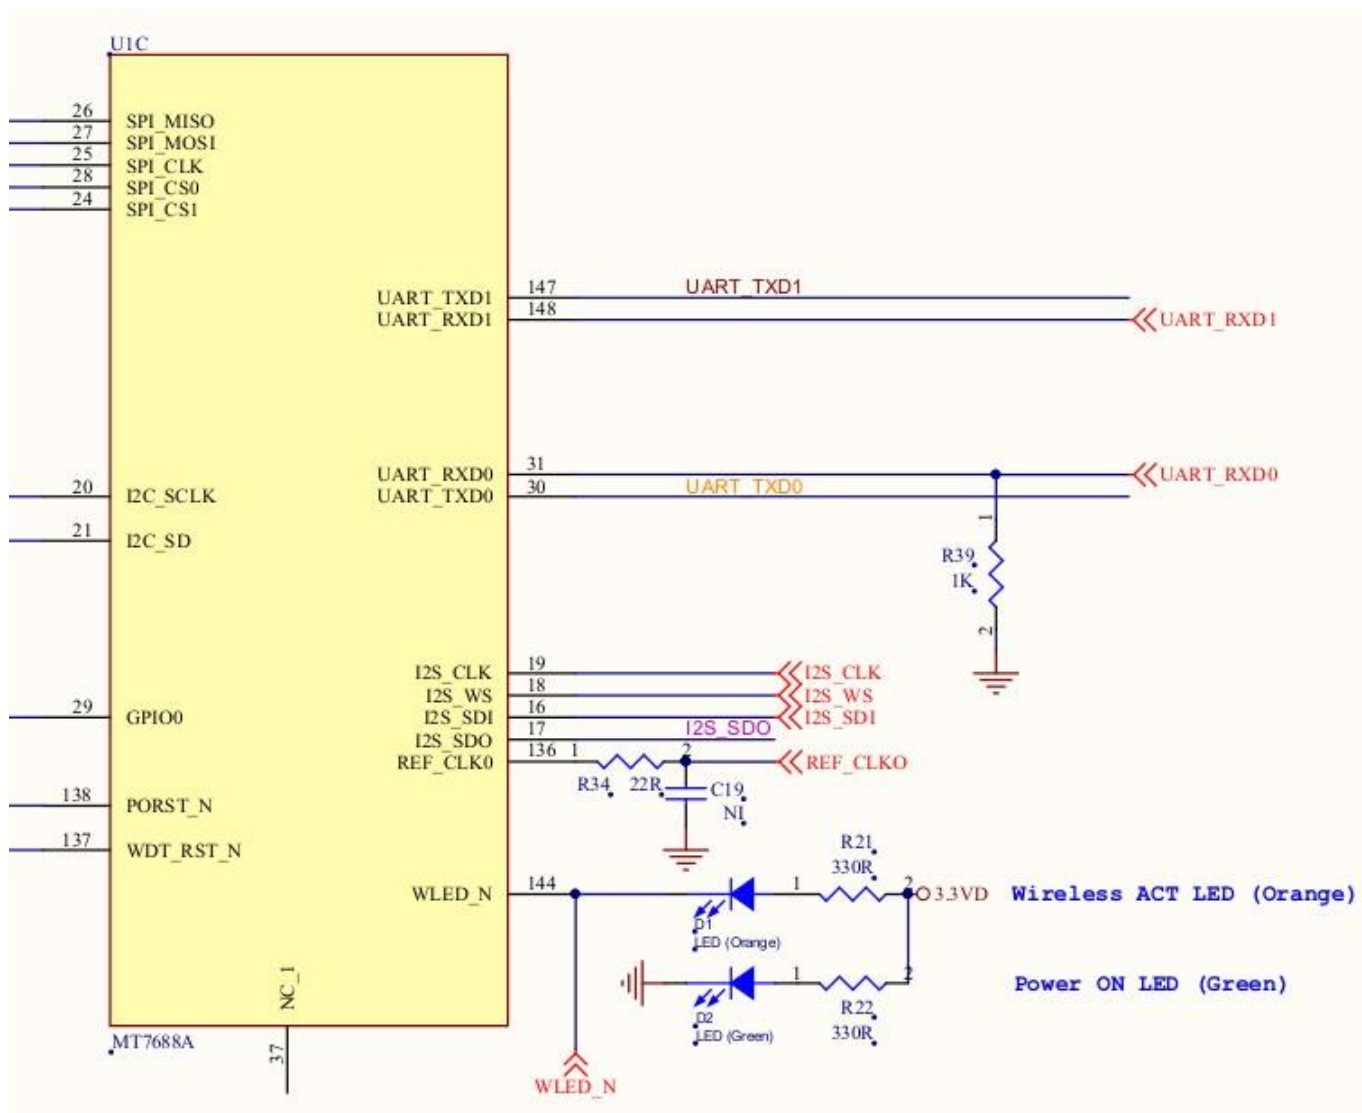 U1C
26 SPI_MISO
27 SPI_MOSI
25 SPI_CLK
28 SPI_CS0
24 SPI_CS1
UART_TXD1 147 UART_TXD1
UART_RXD1 148 UART_RXD1
UART_RXD0 31 UART_RXD0
UART_TXD0 30 UART_TXD0
20 I2C_SCLK
21 I2C_SD
1
R39
1K
2
I2S_CLK 19 I2S_CLK
I2S_WS 18 I2S_WS
I2S_SDI 16 I2S_SDI
I2S_SDO 17 I2S_SDO
REF_CLK0 136 1 2 REF_CLKO
R34 22R C19
NI
29 GPIO0
138 PORST_N
137 WDT_RST_N
R21
330R
WLED_N 144 1 2 3.3VD Wireless ACT LED (Orange)
D1
LED (Orange)
1 2 Power ON LED (Green)
D2 R22
LED (Green) 330R
NC_1
37
MT7688A
WLED_N